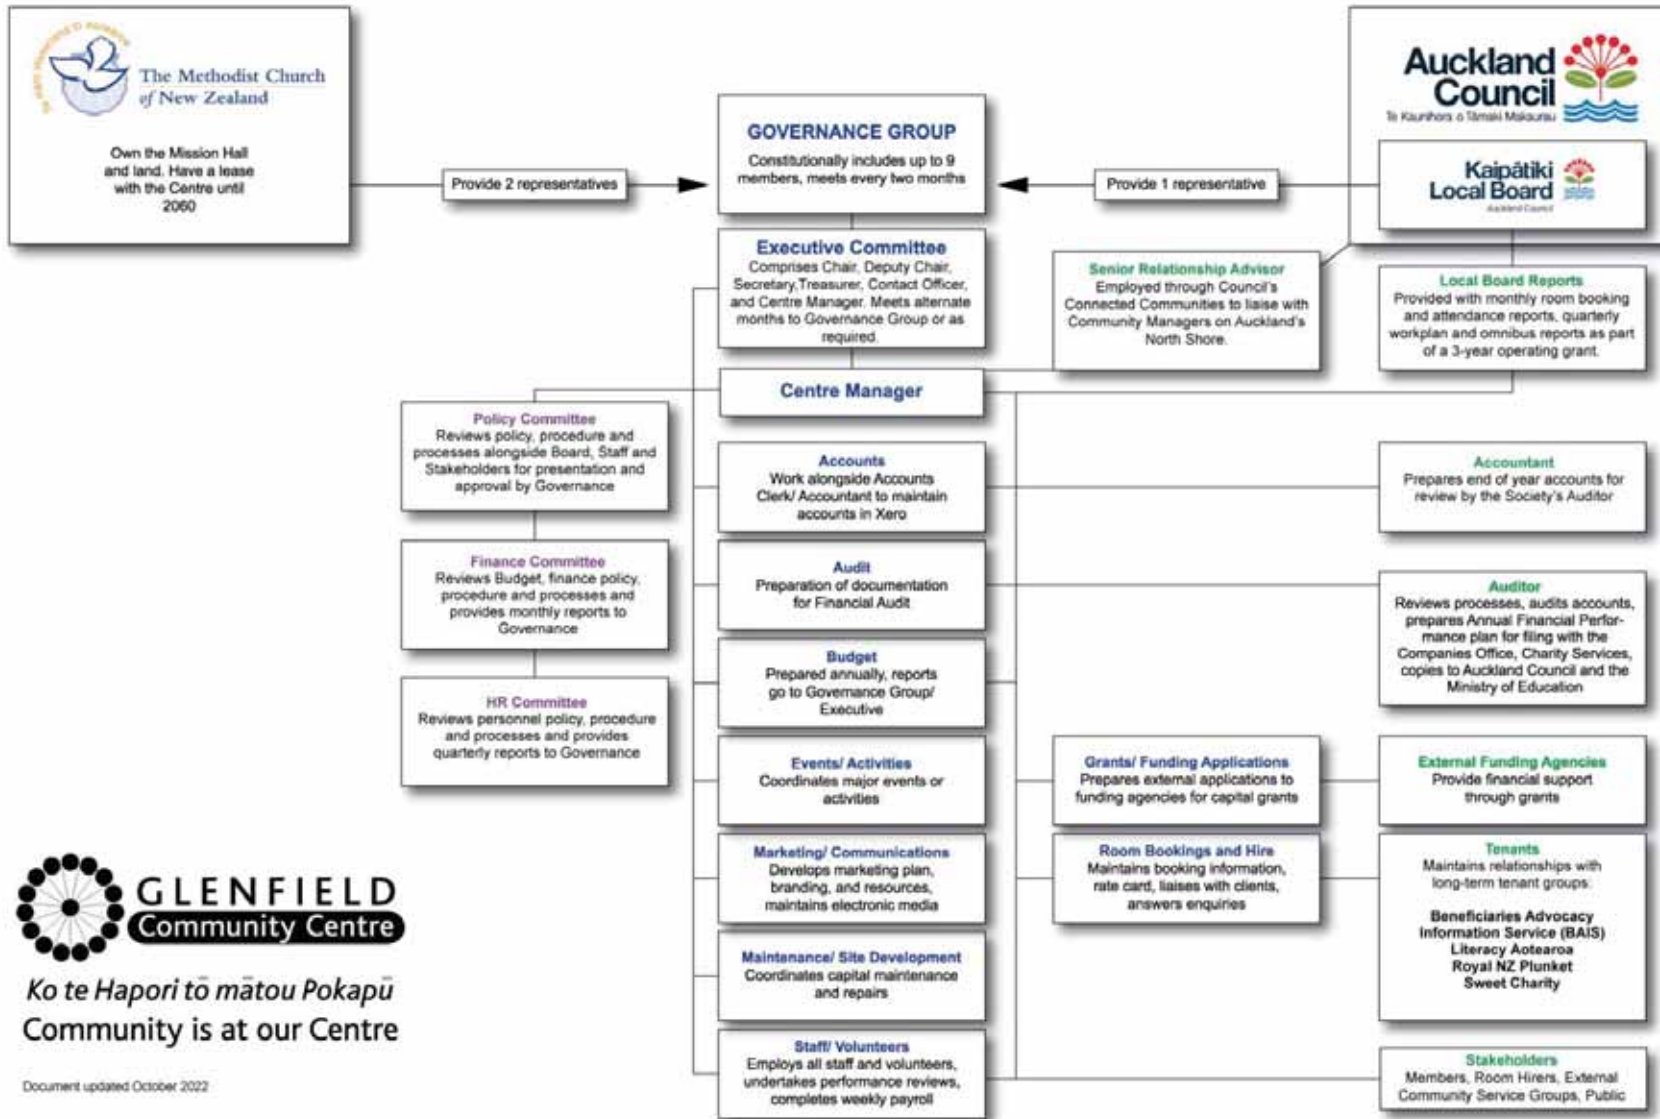 The Methodist Church
of New Zealand
Own the Mission Hall
and land. Have a lease
with the Centre until
2060
Provide 2 representatives
GOVERNANCE GROUP
Constitutionally includes up to 9
members, meets every two months
Provide 1 representative
Auckland
Council
Te Kaunihera o Tāmaki Makaurau
Kaipātiki
Local Board
Auckland Council
Executive Committee
Comprises Chair, Deputy Chair,
Secretary,Treasurer, Contact Officer,
and Centre Manager. Meets alternate
months to Governance Group or as
required.
Senior Relationship Advisor
Employed through Council's
Connected Communities to liaise with
Community Managers on Auckland's
North Shore.
Local Board Reports
Provided with monthly room booking
and attendance reports, quarterly
workplan and omnibus reports as part
of a 3-year operating grant.
Centre Manager
Policy Committee
Reviews policy, procedure and
processes alongside Board, Staff and
Stakeholders for presentation and
approval by Governance
Finance Committee
Reviews Budget, finance policy,
procedure and processes and
provides monthly reports to
Governance
HR Committee
Reviews personnel policy, procedure
and processes and provides
quarterly reports to Governance
Accounts
Work alongside Accounts
Clerk/ Accountant to maintain
accounts in Xero
Audit
Preparation of documentation
for Financial Audit
Budget
Prepared annually, reports
go to Governance Group/
Executive
Events/ Activities
Coordinates major events or
activities
Marketing/ Communications
Develops marketing plan,
branding, and resources,
maintains electronic media
Maintenance/ Site Development
Coordinates capital maintenance
and repairs
Staff/ Volunteers
Employs all staff and volunteers,
undertakes performance reviews,
completes weekly payroll
Grants/ Funding Applications
Prepares external applications to
funding agencies for capital grants
Room Bookings and Hire
Maintains booking information,
rate card, liaises with clients,
answers enquiries
Accountant
Prepares end of year accounts for
review by the Society's Auditor
Auditor
Reviews processes, audits accounts,
prepares Annual Financial Perfor-
mance plan for filing with the
Companies Office, Charity Services,
copies to Auckland Council and the
Ministry of Education
External Funding Agencies
Provide financial support
through grants
Tenants
Maintains relationships with
long-term tenant groups:
Beneficiaries Advocacy
Information Service (BAIS)
Literacy Aotearoa
Royal NZ Plunket
Sweet Charity
Stakeholders
Members, Room Hirers, External
Community Service Groups, Public
GLENFIELD
Community Centre
Ko te Hapori tō mātou Pokapū
Community is at our Centre
Document updated October 2022